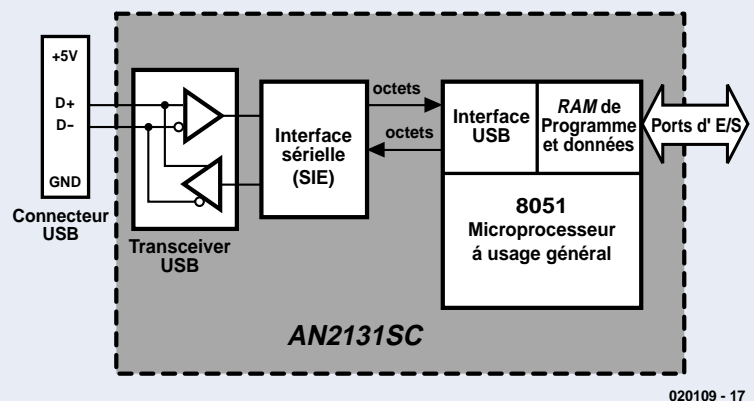 +5V
D+
D–
GND
Connecteur
USB
Transceiver
USB
Interface
sérielle
(SIE)
octets
octets
Interface
USB
RAM de
Programme
et données
8051
Microprocesseur
á usage général
Ports d' E/S
AN2131SC
020109 - 17